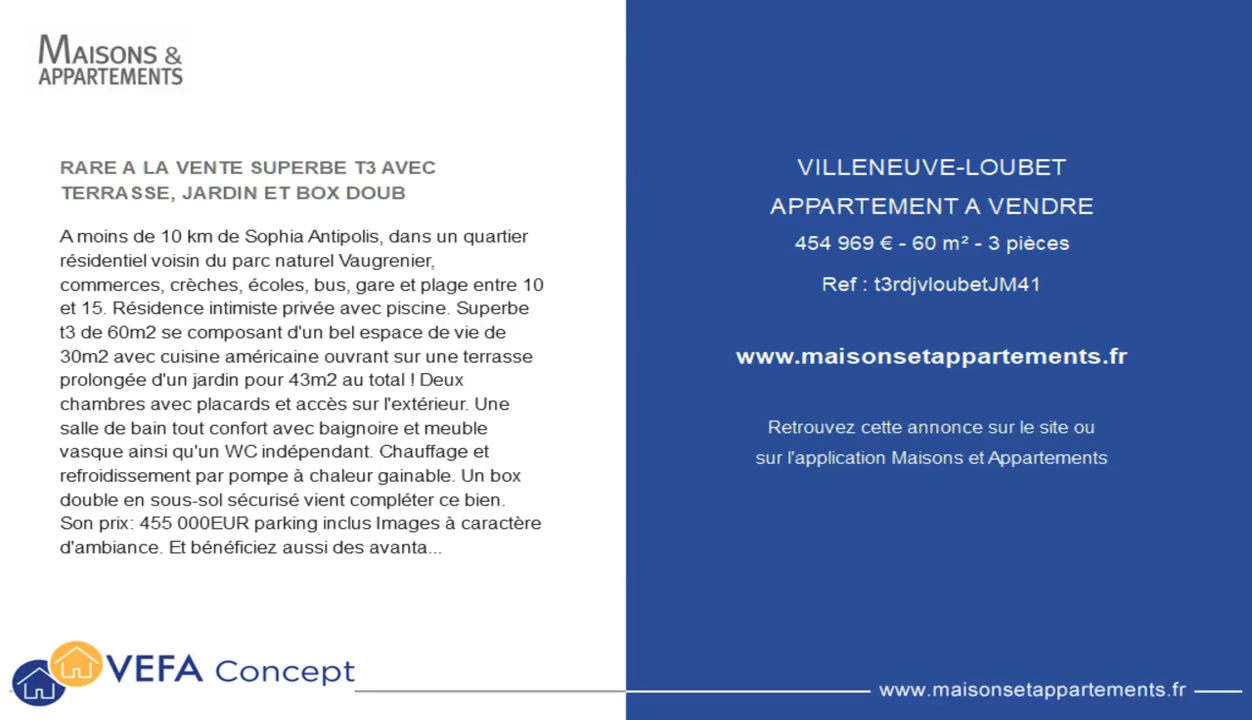 MAISONS &
APPARTEMENTS
RARE A LA VENTE SUPERBE T3 AVEC
TERRASSE, JARDIN ET BOX DOUB
A moins de 10 km de Sophia Antipolis, dans un quartier
résidentiel voisin du parc naturel Vaugrenier,
commerces, crèches, écoles, bus, gare et plage entre 10
et 15. Résidence intimiste privée avec piscine. Superbe
t3 de 60m2 se composant d'un bel espace de vie de
30m2 avec cuisine américaine ouvrant sur une terrasse
prolongée d'un jardin pour 43m2 au total ! Deux
chambres avec placards et accès sur l'extérieur. Une
salle de bain tout confort avec baignoire et meuble
vasque ainsi qu'un WC indépendant. Chauffage et
refroidissement par pompe à chaleur gainable. Un box
double en sous-sol sécurisé vient compléter ce bien.
Son prix: 455 000EUR parking inclus Images à caractère
d'ambiance. Et bénéficiez aussi des avanta...
VEFA Concept
VILLENEUVE-LOUBET
APPARTEMENT A VENDRE
454 969 € - 60 m² - 3 pièces
Ref : t3rdjvloubetJM41
www.maisonsetappartements.fr
Retrouvez cette annonce sur le site ou
sur l'application Maisons et Appartements
www.maisonsetappartements.fr